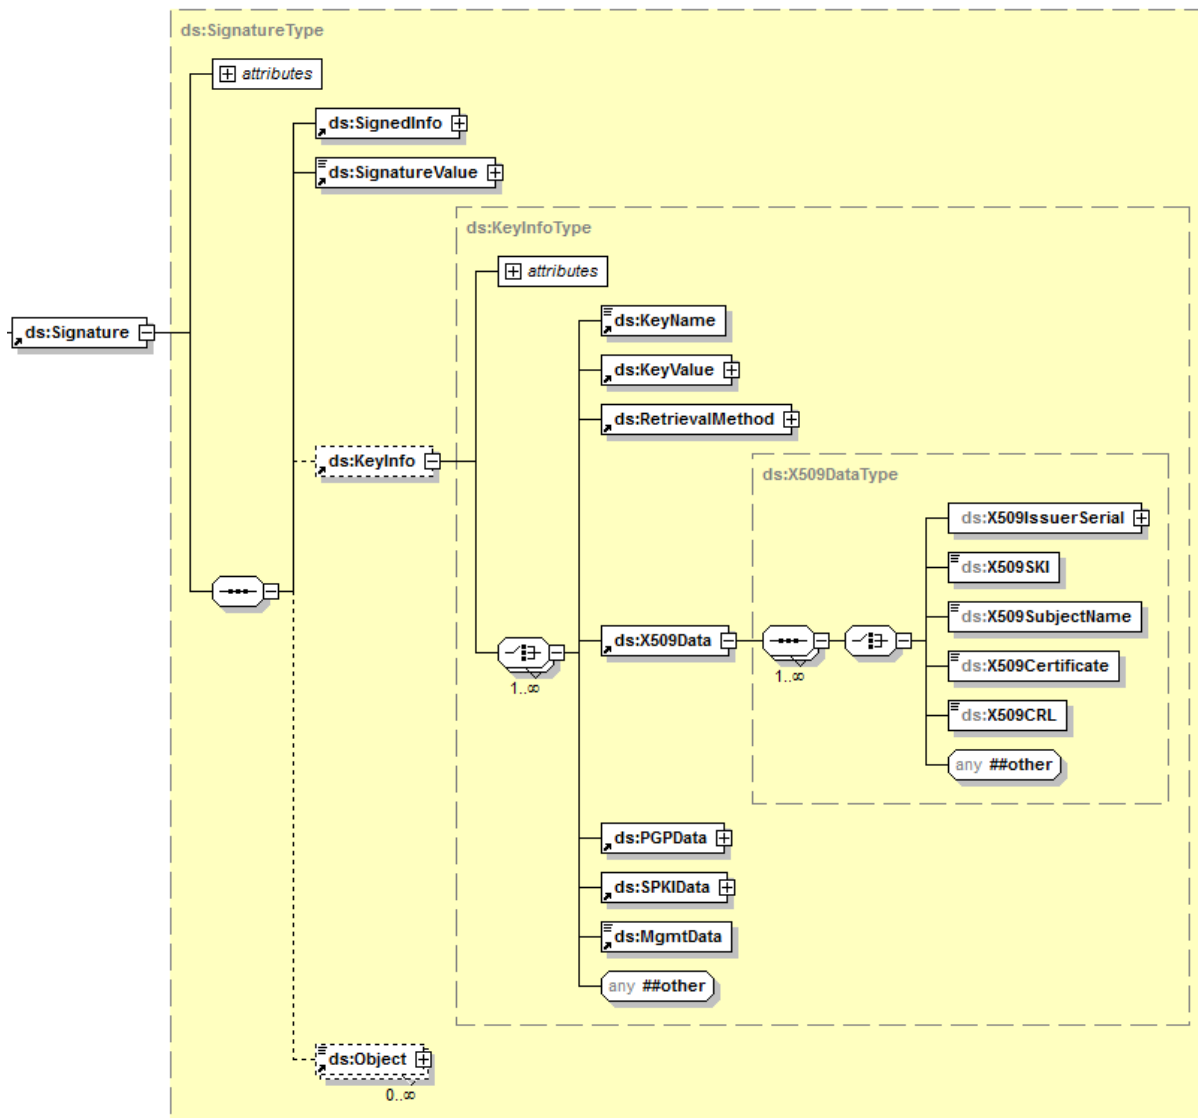 ds:SignatureType
attributes
ds:SignedInfo
ds:SignatureValue
ds:KeyInfoType
attributes
ds:KeyName
ds:Signature
ds:KeyValue
ds:RetrievalMethod
ds:KeyInfo
ds:X509DataType
ds:X509IssuerSerial
ds:X509SKI
ds:X509SubjectName
ds:X509Data
ds:X509Certificate
1..∞
1..∞
ds:X509CRL
any ##other
ds:PGPData
ds:SPKIData
ds:MgmtData
any ##other
ds:Object
0..∞